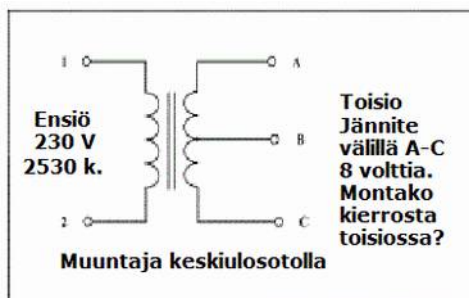 1
A
Ensiö
230 V
2530 k.
B
2
C
Toisio
Jännite
välillä A-C
8 volttia.
Montako
kierrosta
toisiossa?
Muuntaja keskiulosotolla